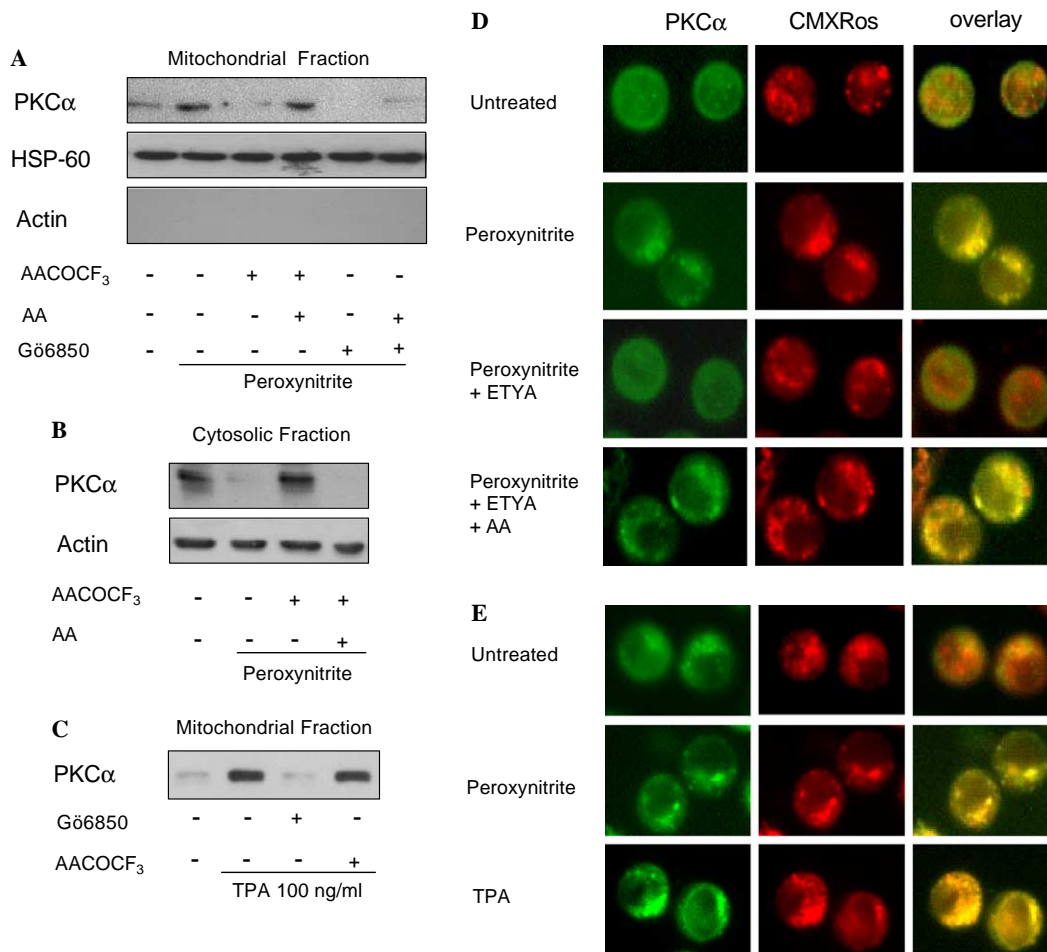 A
Mitochondrial Fraction
PKCα
HSP-60
Actin
AACOCF3 - - + + - -
AA - - - + - +
Gö6850 - - - - + +
Peroxynitrite
B
Cytosolic Fraction
PKCα
Actin
AACOCF3 - - + +
AA - - - +
Peroxynitrite
C
Mitochondrial Fraction
PKCα
Gö6850 - - + -
AACOCF3 - - - +
TPA 100 ng/ml
D
PKCα CMXRos overlay
Untreated
Peroxynitrite
Peroxynitrite
+ ETYA
Peroxynitrite
+ ETYA
+ AA
E
Untreated
Peroxynitrite
TPA